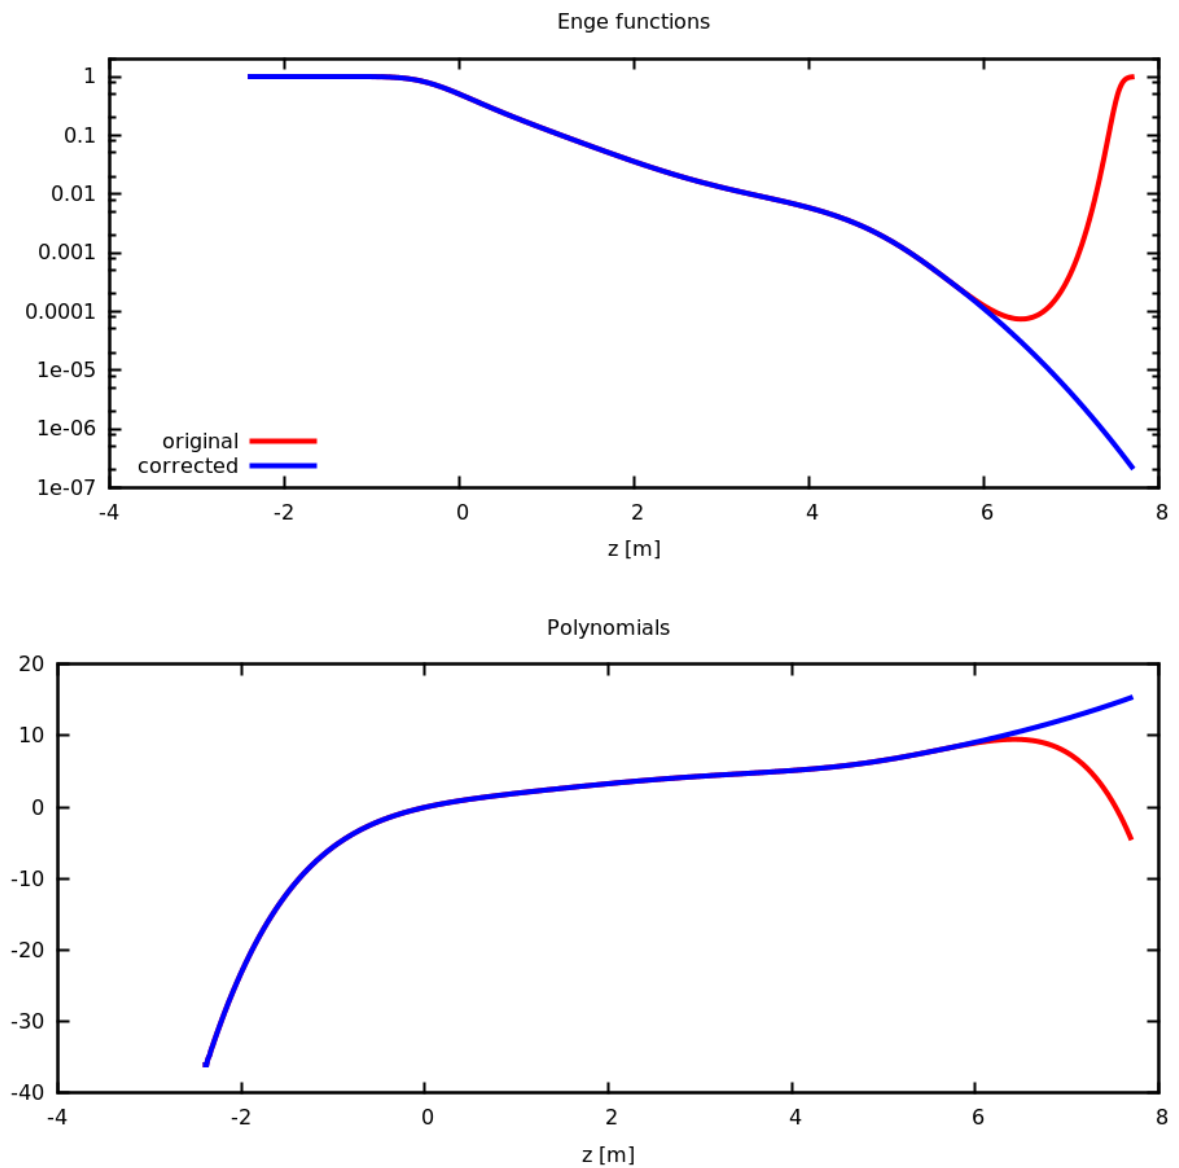 Enge functions
1
0.1
0.01
0.001
0.0001
1e-05
1e-06
1e-07
original
corrected
-4 -2 0 2 4 6 8
z [m]
Polynomials
20
10
0
-10
-20
-30
-40
-4 -2 0 2 4 6 8
z [m]